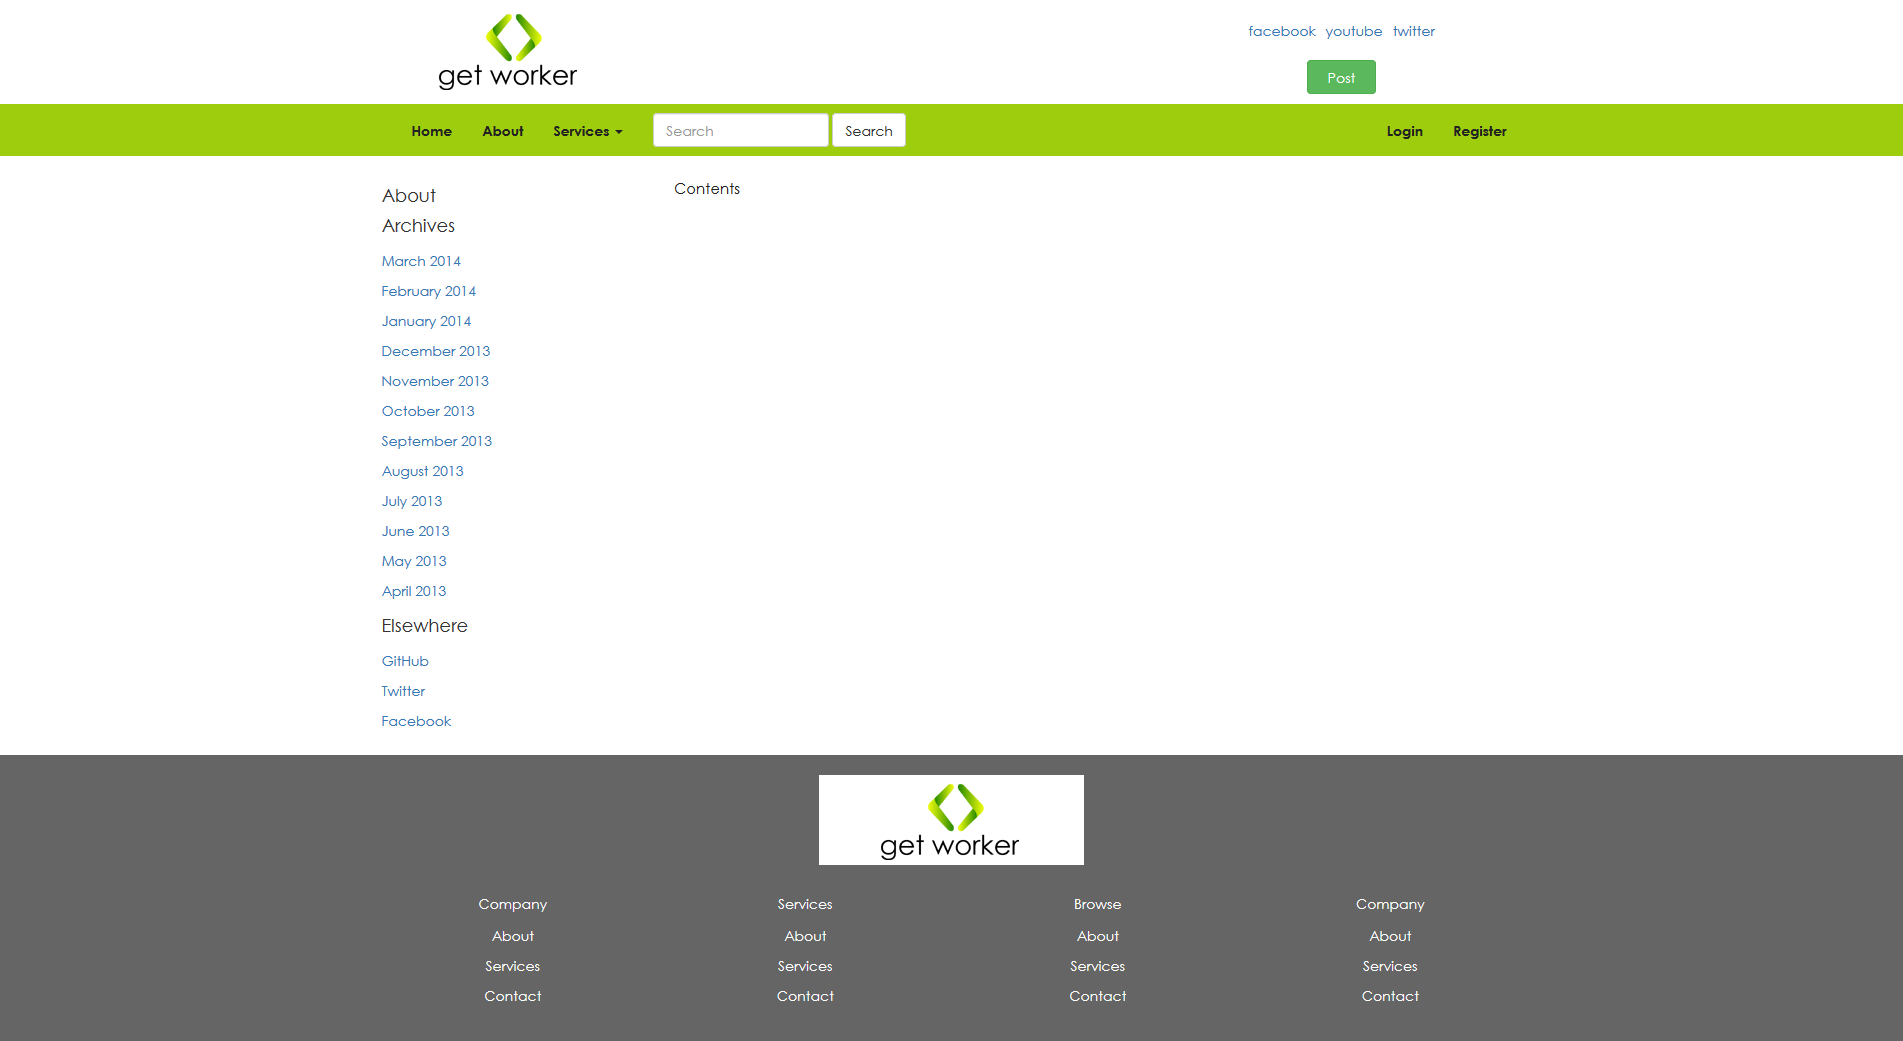 get worker
facebook youtube twitter
Post
Home About Services Search Search Login Register
About
Archives
March 2014
February 2014
January 2014
December 2013
November 2013
October 2013
September 2013
August 2013
July 2013
June 2013
May 2013
April 2013
Elsewhere
GitHub
Twitter
Facebook
Contents
get worker
Company Services Browse Company
About About About About
Services Services Services Services
Contact Contact Contact Contact